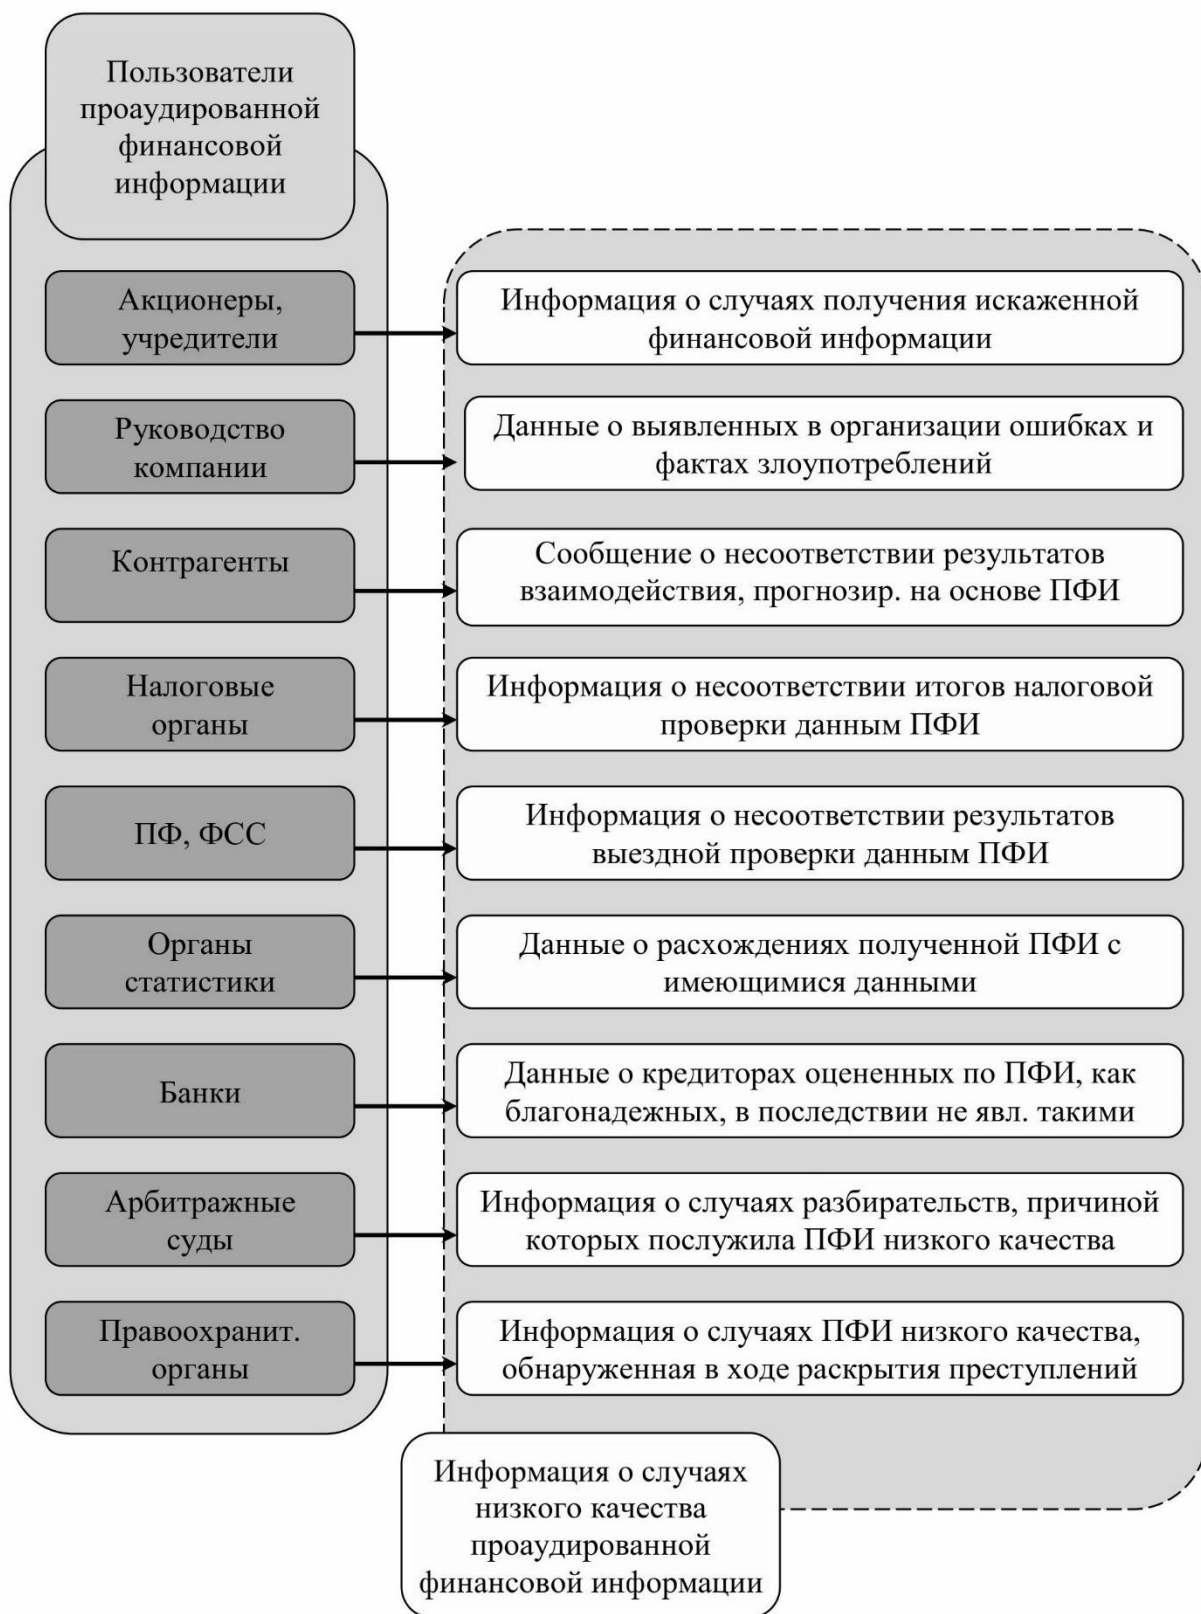 Пользователи
проаудированной
финансовой
информации
Акционеры,
учредители
Информация о случаях получения искаженной
финансовой информации
Руководство
компании
Данные о выявленных в организации ошибках и
фактах злоупотреблений
Контрагенты
Сообщение о несоответствии результатов
взаимодействия, прогнозир. на основе ПФИ
Налоговые
органы
Информация о несоответствии итогов налоговой
проверки данным ПФИ
ПФ, ФСС
Информация о несоответствии результатов
выездной проверки данным ПФИ
Органы
статистики
Данные о расхождениях полученной ПФИ с
имеющимися данными
Банки
Данные о кредиторах оцененных по ПФИ, как
благонадежных, в последствии не явл. такими
Арбитражные
суды
Информация о случаях разбирательств, причиной
которых послужила ПФИ низкого качества
Правоохранит.
органы
Информация о случаях ПФИ низкого качества,
обнаруженная в ходе раскрытия преступлений
Информация о случаях
низкого качества
проаудированной
финансовой информации